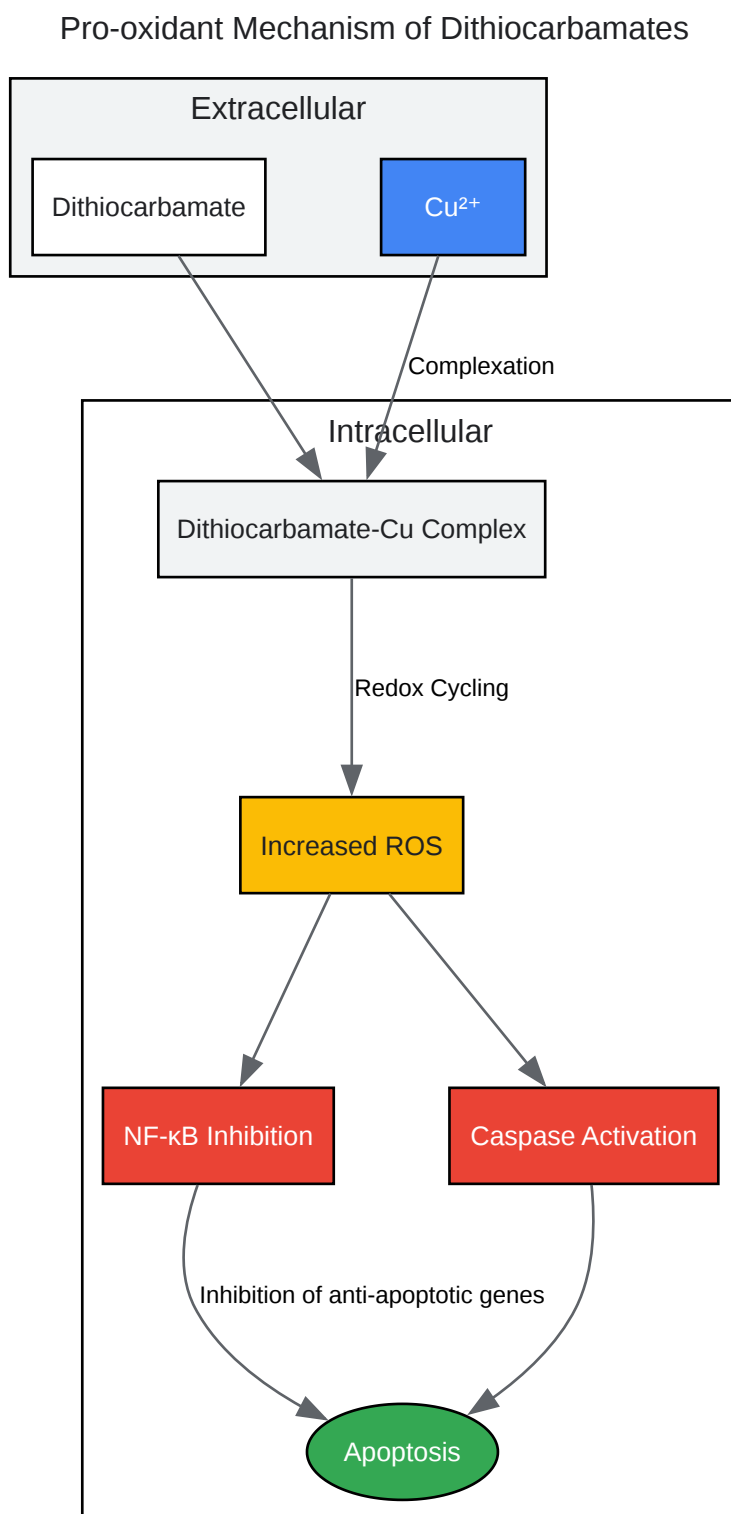 Pro-oxidant Mechanism of Dithiocarbamates
Extracellular
Dithiocarbamate
Cu²⁺
Complexation
Intracellular
Dithiocarbamate-Cu Complex
Redox Cycling
Increased ROS
NF-κB Inhibition
Caspase Activation
Inhibition of anti-apoptotic genes
Apoptosis